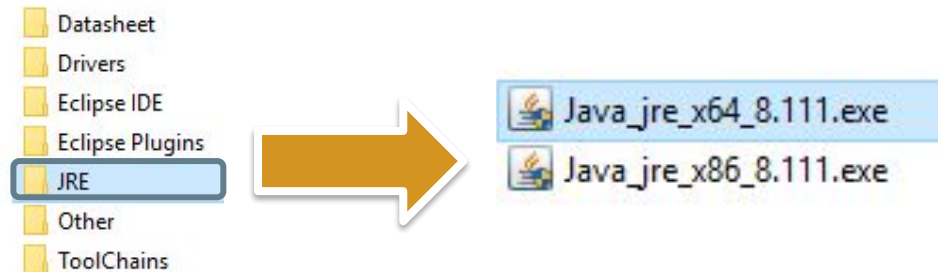 Datasheet
Drivers
Eclipse IDE
Eclipse Plugins
JRE
Other
ToolChains
Java_jre_x64_8.111.exe
Java_jre_x86_8.111.exe